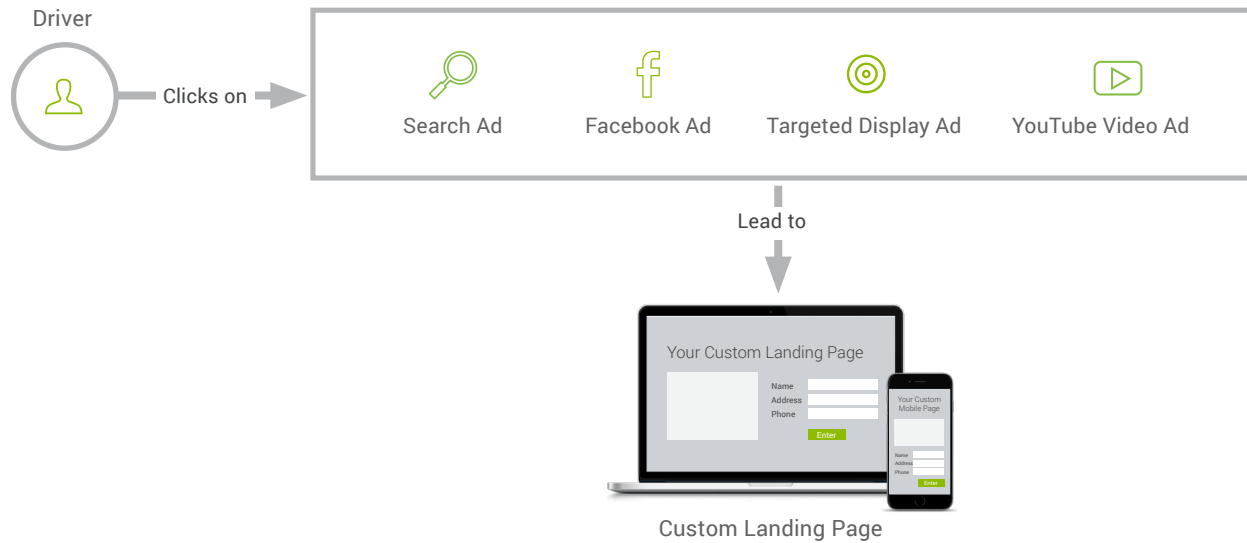 Driver
Clicks on
Search Ad
Facebook Ad
Targeted Display Ad
YouTube Video Ad
Lead to
Your Custom Landing Page
Name
Address
Phone
Enter
Your Custom
Mobile Page
Name
Address
Phone
Enter
Custom Landing Page